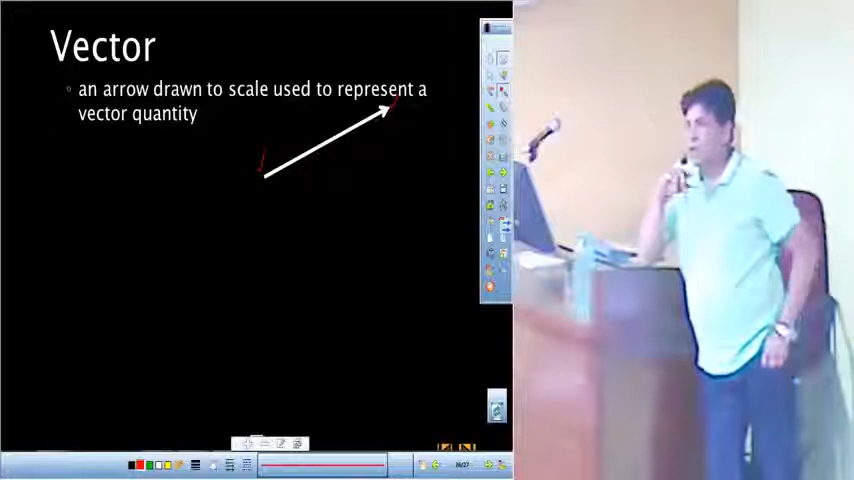 Vector
an arrow drawn to scale used to represent a
vector quantity